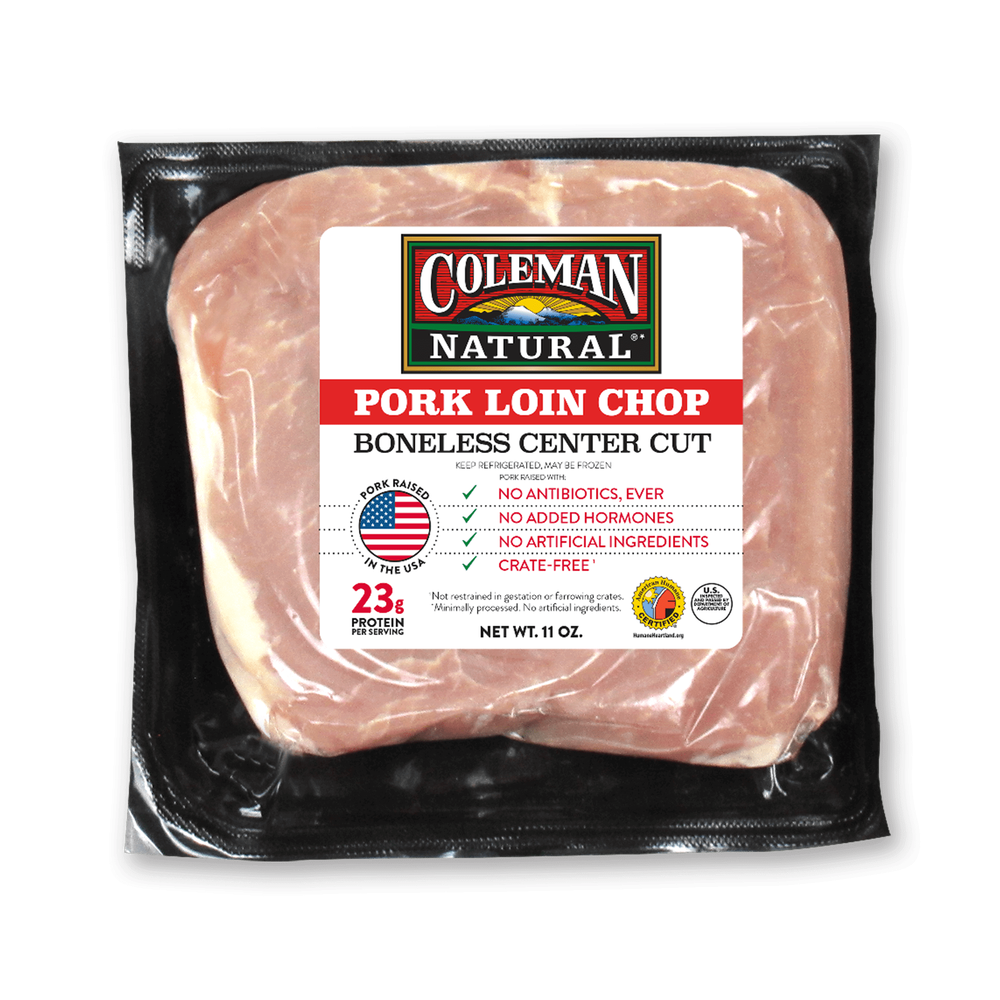 COLEMAN
NATURAL®*
PORK LOIN CHOP
BONELESS CENTER CUT
KEEP REFRIGERATED, MAY BE FROZEN
PORK RAISED WITH:
✓ NO ANTIBIOTICS, EVER
✓ NO ADDED HORMONES
✓ NO ARTIFICIAL INGREDIENTS
✓ CRATE-FREE†
PORK RAISED
IN THE USA
23g
PROTEIN
PER SERVING
†Not restrained in gestation or farrowing crates.
*Minimally processed. No artificial ingredients.
NET WT. 11 OZ.
American Humane
CERTIFIED
HumaneHeartland.org
U.S.
INSPECTED
AND PASSED BY
DEPARTMENT OF
AGRICULTURE